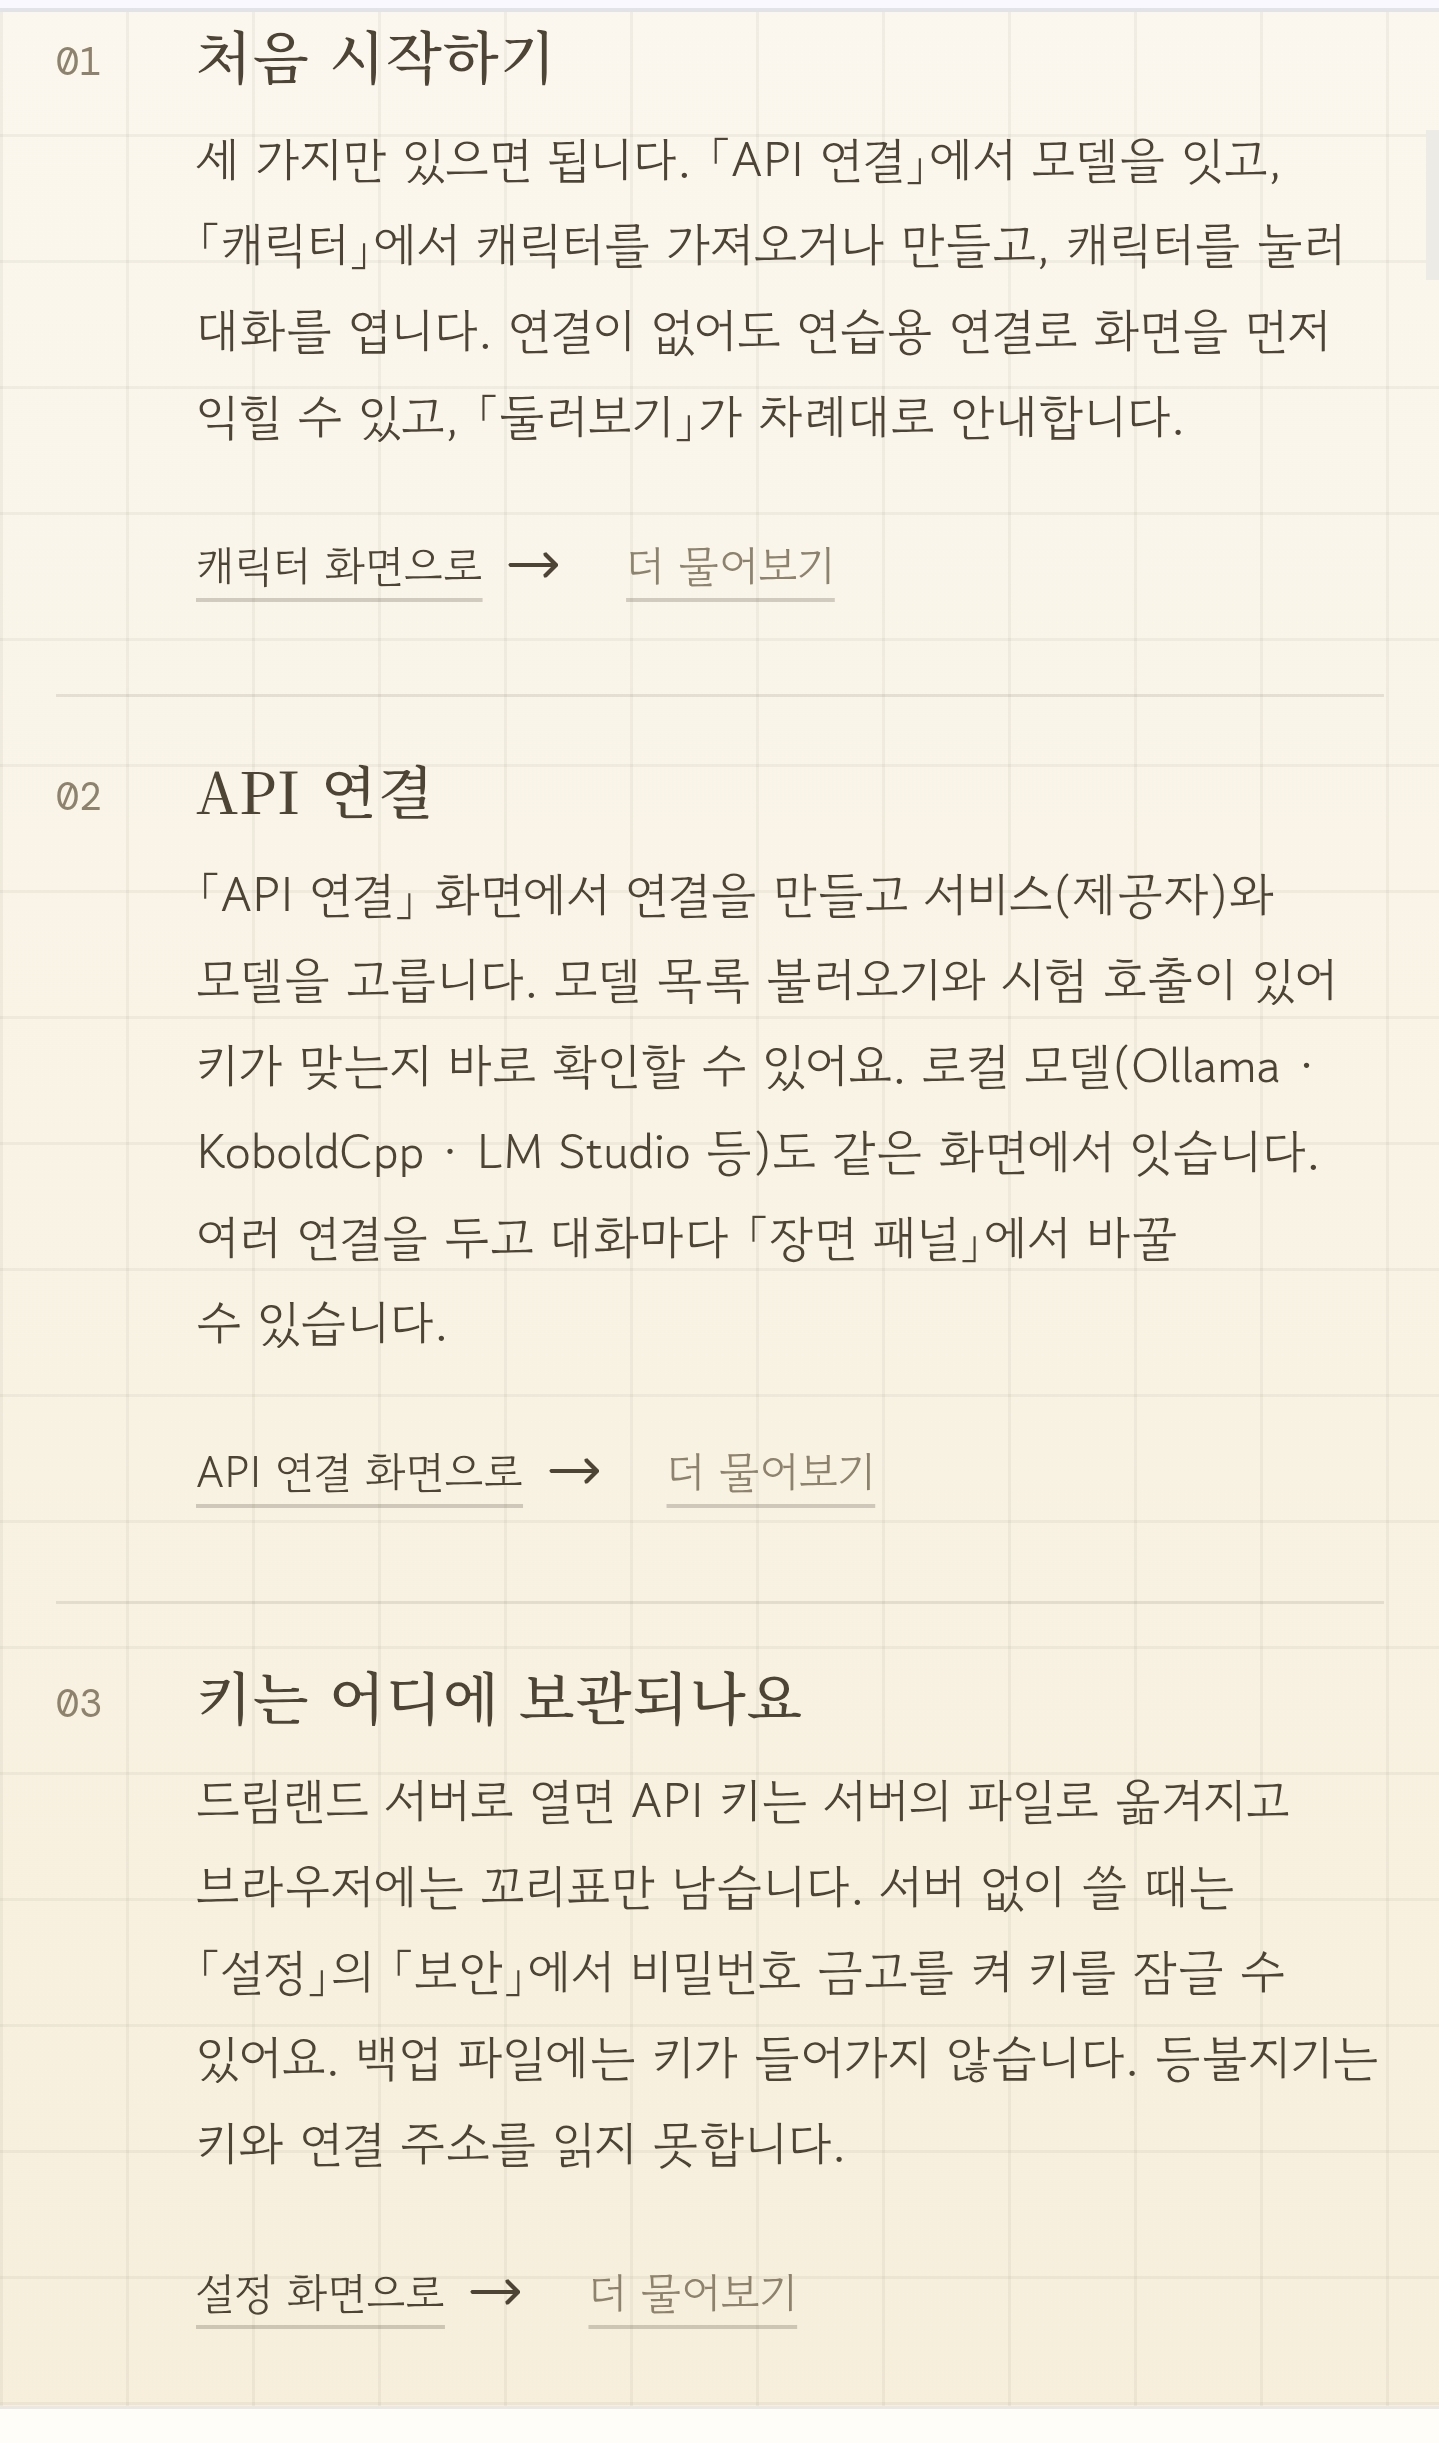 01 처음 시작하기
세 가지만 있으면 됩니다. 「API 연결」에서 모델을 잇고,
「캐릭터」에서 캐릭터를 가져오거나 만들고, 캐릭터를 눌러
대화를 엽니다. 연결이 없어도 연습용 연결로 화면을 먼저
익힐 수 있고, 「둘러보기」가 차례대로 안내합니다.
캐릭터 화면으로 → 더 물어보기
02 API 연결
「API 연결」 화면에서 연결을 만들고 서비스(제공자)와
모델을 고릅니다. 모델 목록 불러오기와 시험 호출이 있어
키가 맞는지 바로 확인할 수 있어요. 로컬 모델(Ollama ·
KoboldCpp · LM Studio 등)도 같은 화면에서 잇습니다.
여러 연결을 두고 대화마다 「장면 패널」에서 바꿀
수 있습니다.
API 연결 화면으로 → 더 물어보기
03 키는 어디에 보관되나요
드림랜드 서버로 열면 API 키는 서버의 파일로 옮겨지고
브라우저에는 꼬리표만 남습니다. 서버 없이 쓸 때는
「설정」의 「보안」에서 비밀번호 금고를 켜 키를 잠글 수
있어요. 백업 파일에는 키가 들어가지 않습니다. 등불지기는
키와 연결 주소를 읽지 못합니다.
설정 화면으로 → 더 물어보기